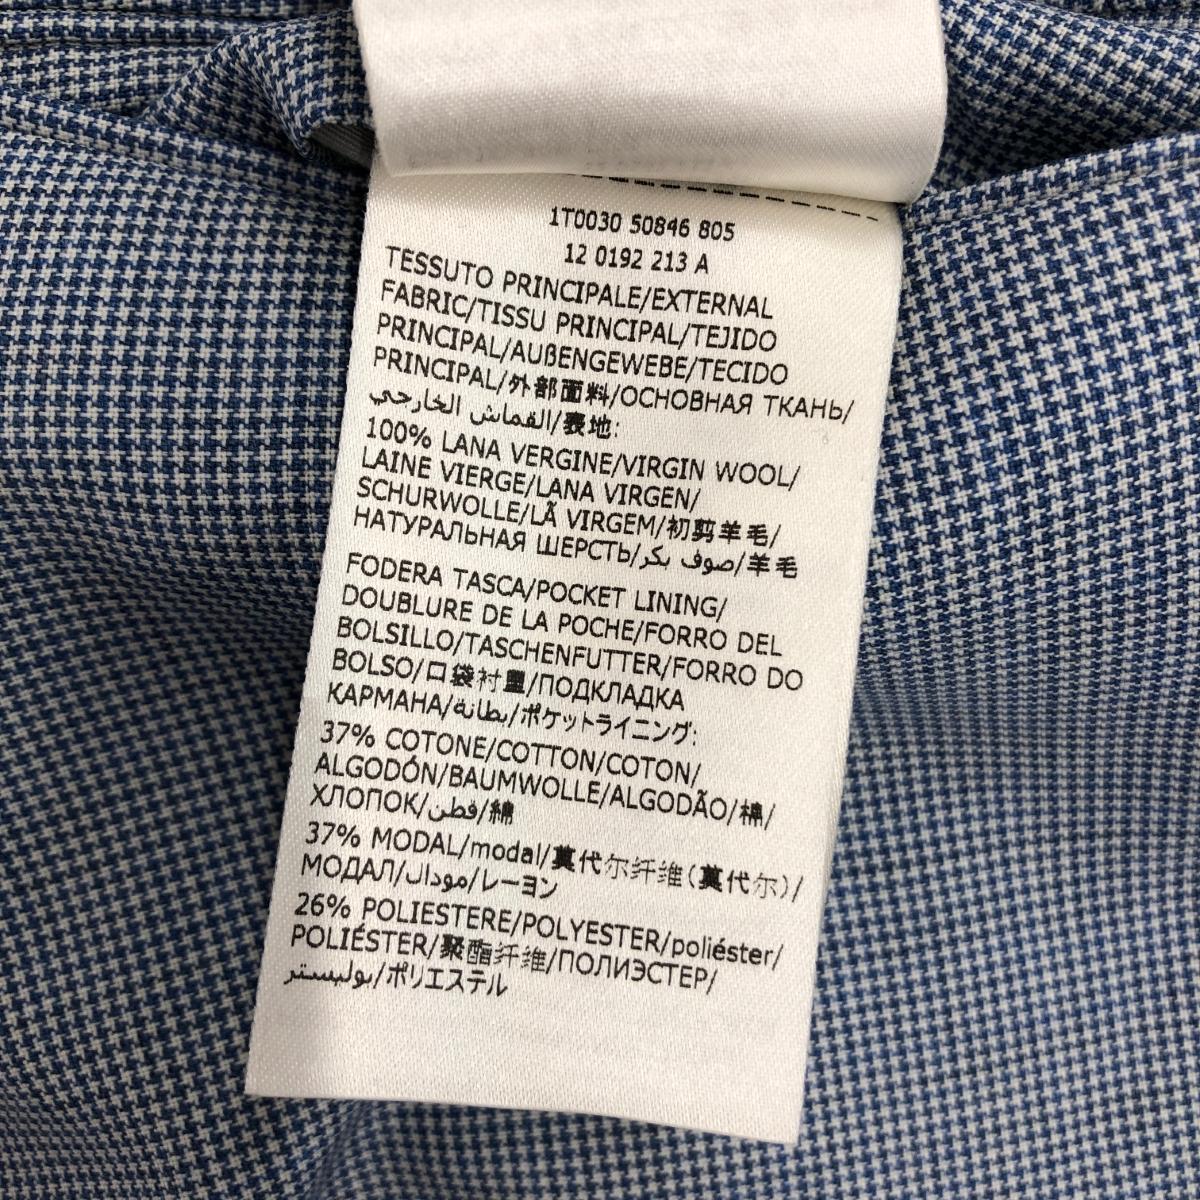 1T0030 50846 805
12 0192 213 A
TESSUTO PRINCIPALE/EXTERNAL
FABRIC/TISSU PRINCIPAL/TEJIDO
PRINCIPAL/AUßENGEWEBE/TECIDO
PRINCIPAL/外部面料/ОСНОВНАЯ ТКАНЬ/
القماش الخارجي/表地:
100% LANA VERGINE/VIRGIN WOOL/
LAINE VIERGE/LANA VIRGEN/
SCHURWOLLE/LÃ VIRGEM/初剪羊毛/
НАТУРАЛЬНАЯ ШЕРСТЬ/صوف بكر/羊毛
FODERA TASCA/POCKET LINING/
DOUBLURE DE LA POCHE/FORRO DEL
BOLSILLO/TASCHENFUTTER/FORRO DO
BOLSO/口袋衬里/ПОДКЛАДКА
КАРМАНА/بطانة/ポケットライニング:
37% COTONE/COTTON/COTON/
ALGODÓN/BAUMWOLLE/ALGODÃO/棉/
ХЛОПОК/قطن/綿
37% MODAL/modal/莫代尔纤维(莫代尔)/
МОДАЛ/مودال/レーヨン
26% POLIESTERE/POLYESTER/poliéster/
POLIÉSTER/聚酯纤维/ПОЛИЭСТЕР/
بوليستر/ポリエステル